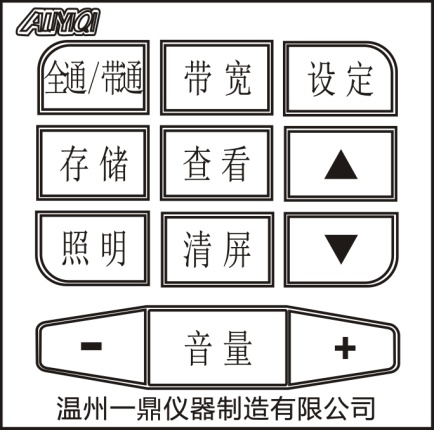 全通/带通 带宽 设定
存储 查看 ▲
照明 清屏 ▼
- 音量 +
温州一鼎仪器制造有限公司